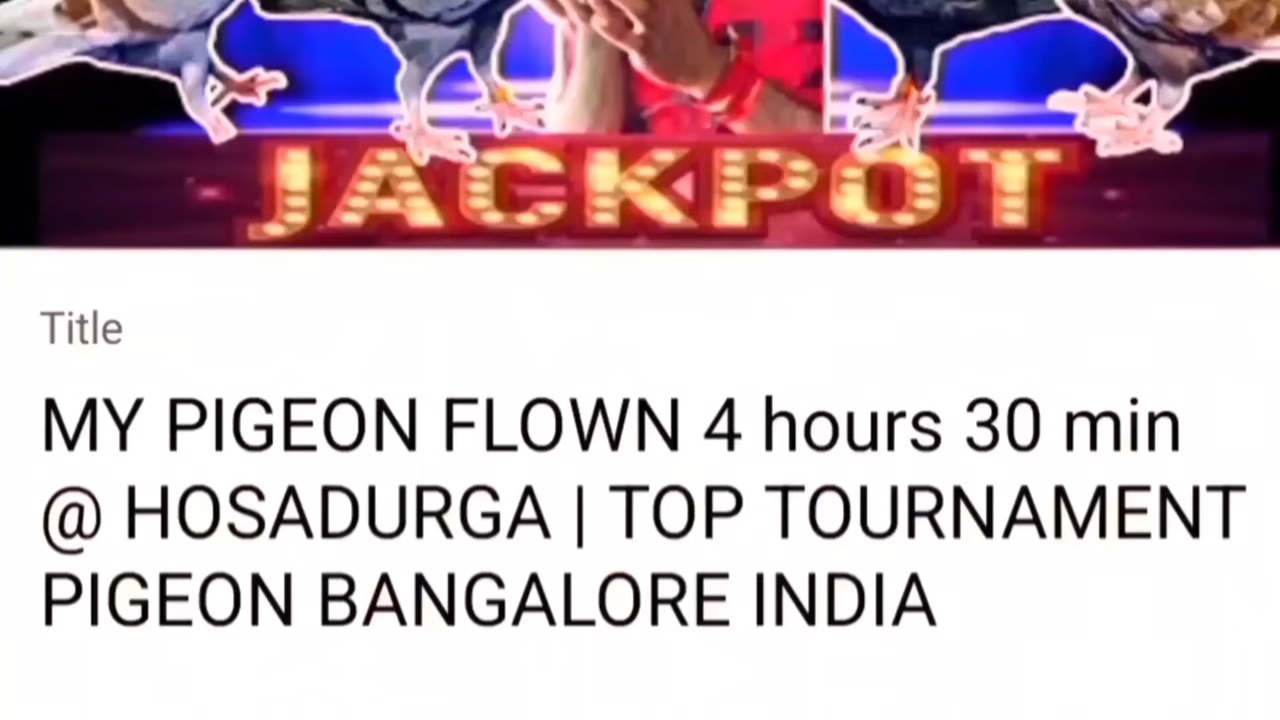 JACKPOT
Title
MY PIGEON FLOWN 4 hours 30 min
@ HOSADURGA | TOP TOURNAMENT
PIGEON BANGALORE INDIA